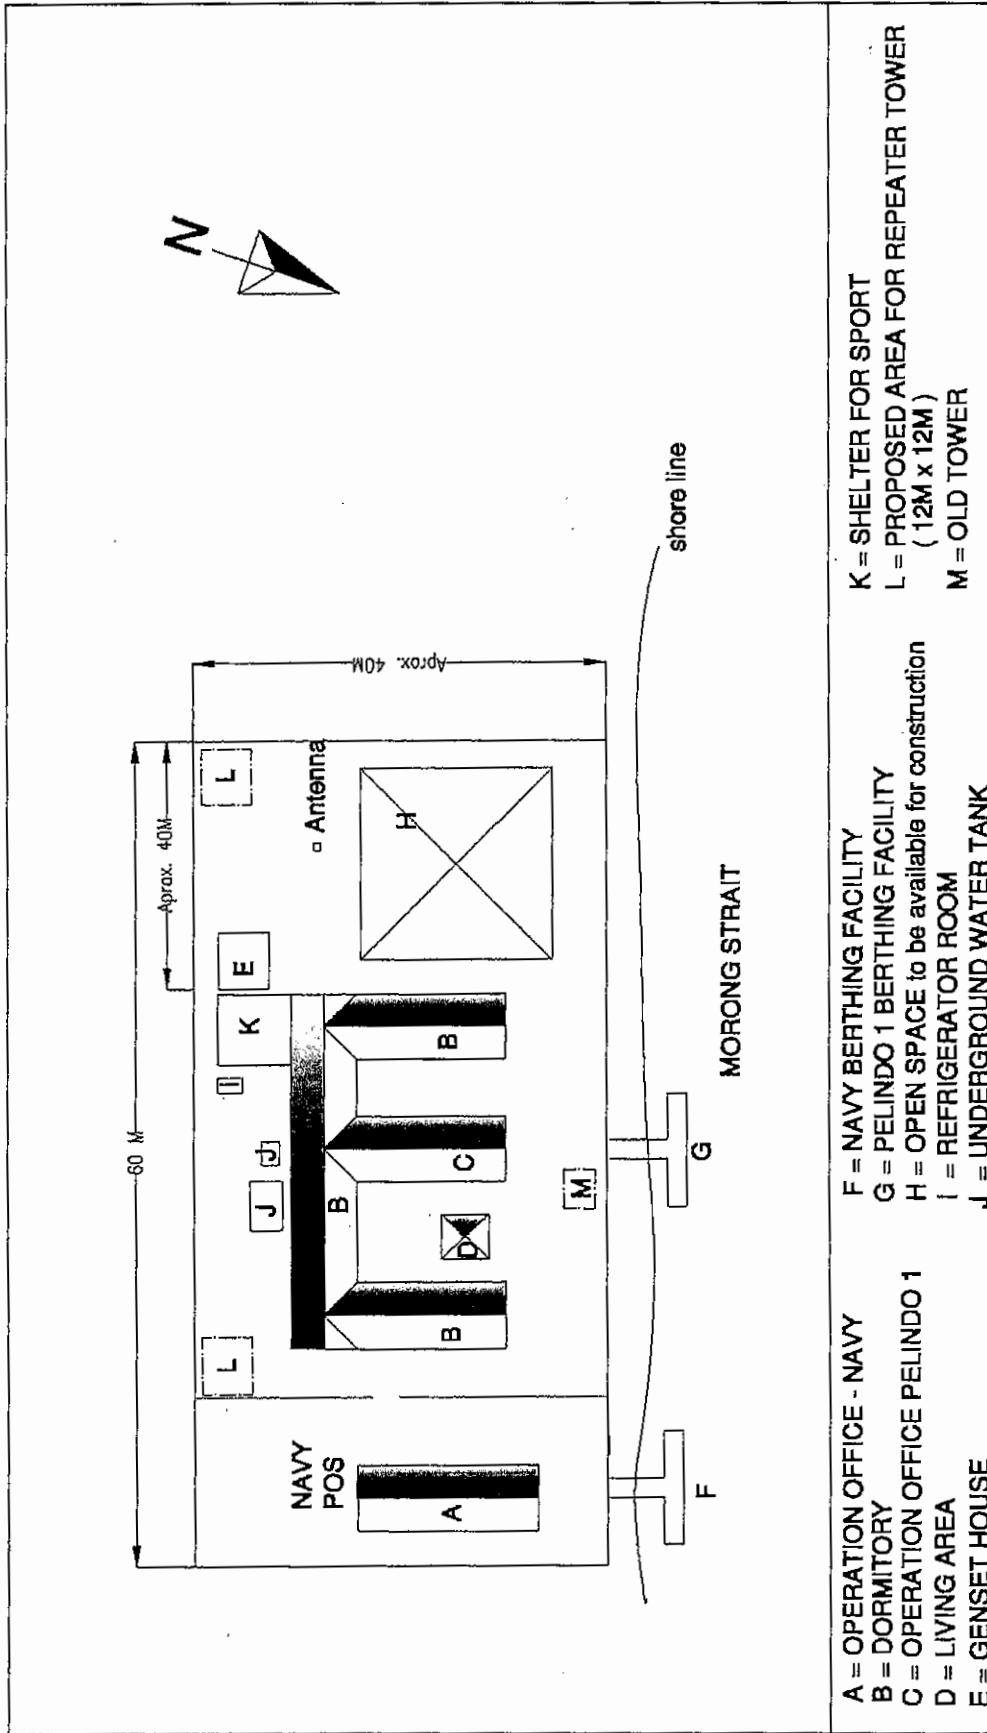 N
60 M
Aprox. 40M
Aprox. 40M
L
L
E
K
I
J
J
Antenna
H
NAVY
POS
A
B
B
C
B
D
M
F
G
shore line
MORONG STRAIT
A = OPERATION OFFICE - NAVY
B = DORMITORY
C = OPERATION OFFICE PELINDO 1
D = LIVING AREA
E = GENSET HOUSE
F = NAVY BERTHING FACILITY
G = PELINDO 1 BERTHING FACILITY
H = OPEN SPACE to be available for construction
I = REFRIGERATOR ROOM
J = UNDERGROUND WATER TANK
K = SHELTER FOR SPORT
L = PROPOSED AREA FOR REPEATER TOWER
( 12M x 12M )
M = OLD TOWER